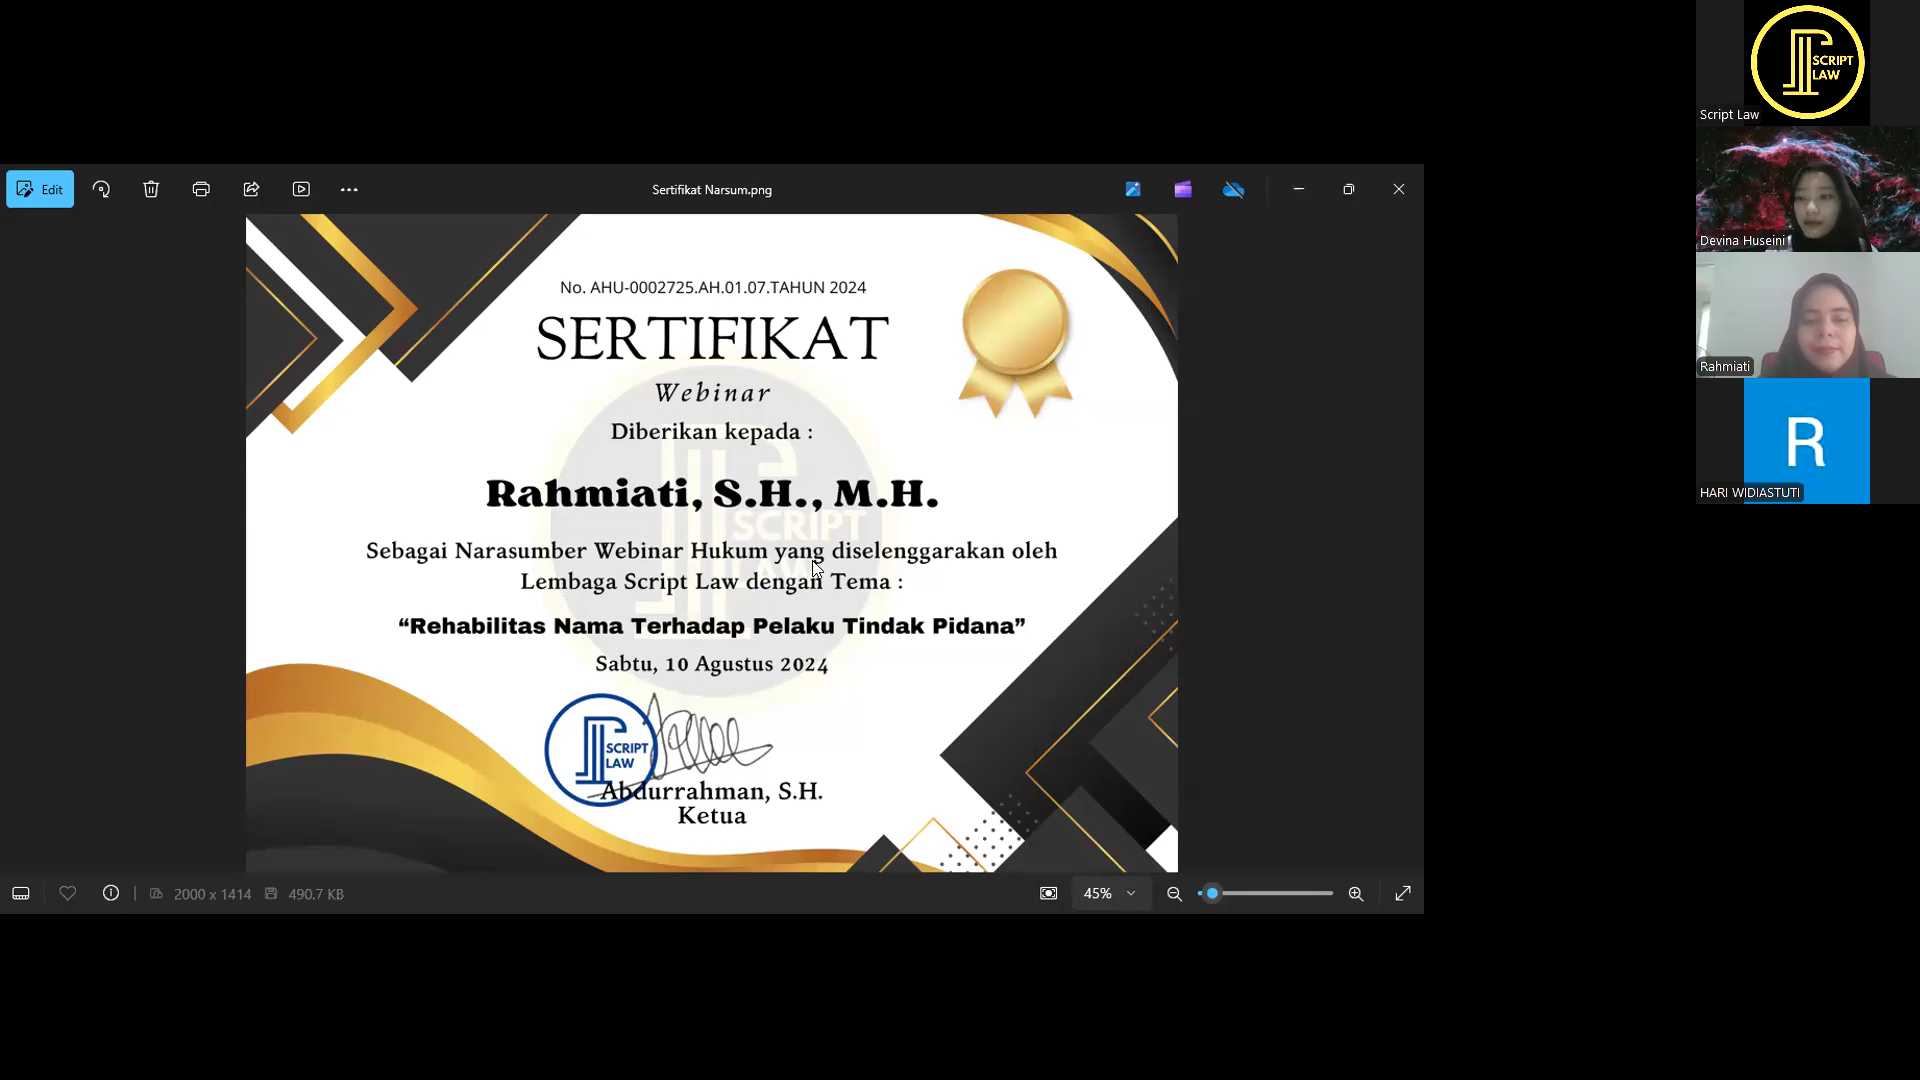 Edit
Sertifikat Narsum.png
No. AHU-0002725.AH.01.07.TAHUN 2024
SERTIFIKAT
Webinar
Diberikan kepada :
Rahmiati, S.H., M.H.
SCRIPT
LAW
Sebagai Narasumber Webinar Hukum yang diselenggarakan oleh
Lembaga Script Law dengan Tema :
“Rehabilitas Nama Terhadap Pelaku Tindak Pidana”
Sabtu, 10 Agustus 2024
SCRIPT
LAW
Abdurrahman, S.H.
Ketua
2000 x 1414
490.7 KB
45%
SCRIPT
LAW
Script Law
Devina Huseini
Rahmiati
R
HARI WIDIASTUTI